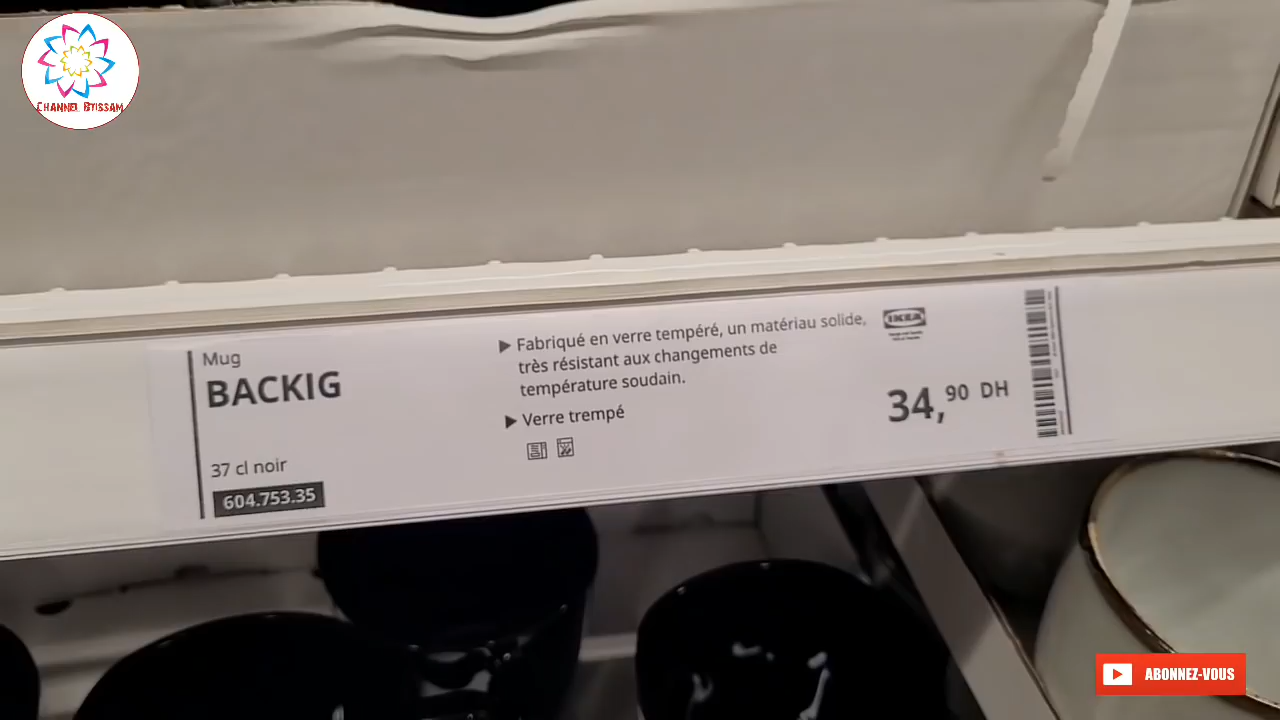 CHANNEL BTISSAM
Mug
BACKIG
37 cl noir
604.753.35
Fabriqué en verre tempéré, un matériau solide,
très résistant aux changements de
température soudain.
Verre trempé
IKEA
34,90 DH
ABONNEZ-VOUS